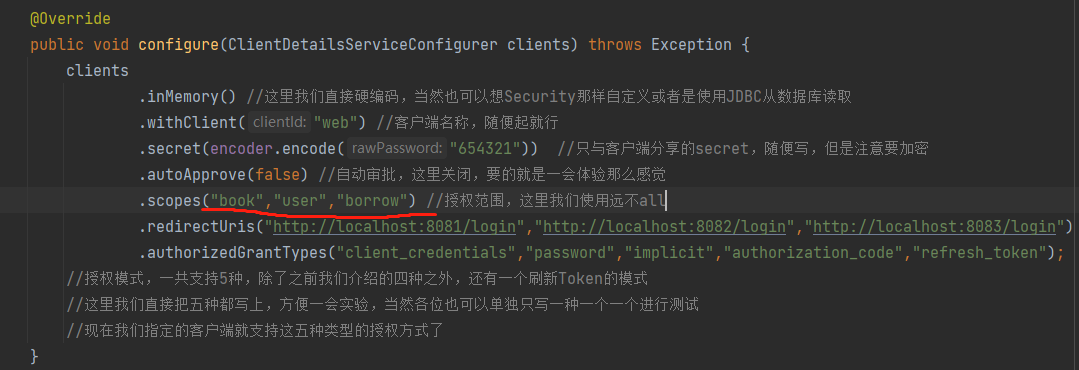 @Override
public void configure(ClientDetailsServiceConfigurer clients) throws Exception {
clients
.inMemory() //这里我们直接硬编码，当然也可以想Security那样自定义或者是使用JDBC从数据库读取
.withClient( clientId: "web") //客户端名称，随便起就行
.secret(encoder.encode( rawPassword: "654321")) //只与客户端分享的secret，随便写，但是注意要加密
.autoApprove(false) //自动审批，这里关闭，要的就是一会体验那么感觉
.scopes("book","user","borrow") //授权范围，这里我们使用远不all
.redirectUris("http://localhost:8081/login","http://localhost:8082/login","http://localhost:8083/login")
.authorizedGrantTypes("client_credentials","password","implicit","authorization_code","refresh_token");
//授权模式，一共支持5种，除了之前我们介绍的四种之外，还有一个刷新Token的模式
//这里我们直接把五种都写上，方便一会实验，当然各位也可以单独只写一种一个一个进行测试
//现在我们指定的客户端就支持这五种类型的授权方式了
}